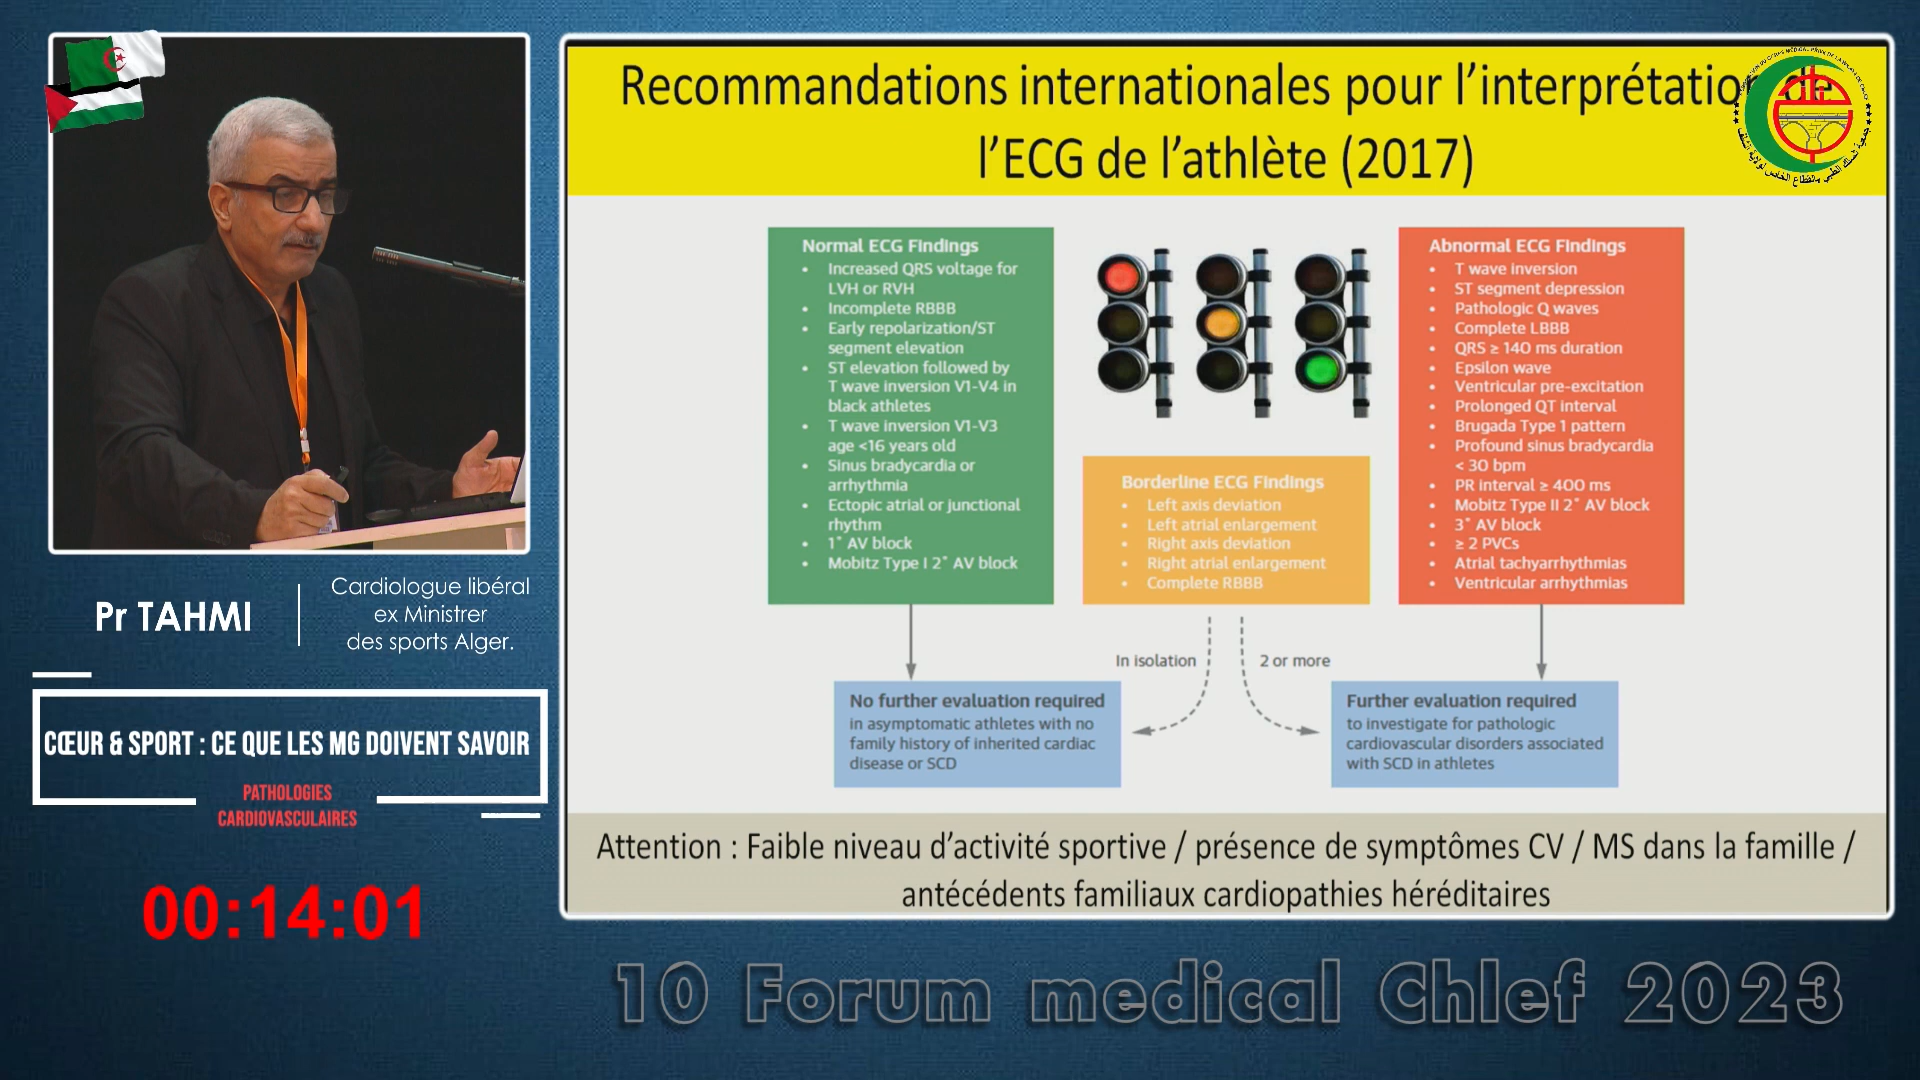 Recommandations internationales pour l’interprétation de
l’ECG de l’athlète (2017)
Normal ECG Findings
• Increased QRS voltage for
LVH or RVH
• Incomplete RBBB
• Early repolarization/ST
segment elevation
• ST elevation followed by
T wave inversion V1-V4 in
black athletes
• T wave inversion V1-V3
age <16 years old
• Sinus bradycardia or
arrhythmia
• Ectopic atrial or junctional
rhythm
• 1° AV block
• Mobitz Type I 2° AV block
Borderline ECG Findings
• Left axis deviation
• Left atrial enlargement
• Right axis deviation
• Right atrial enlargement
• Complete RBBB
Abnormal ECG Findings
• T wave inversion
• ST segment depression
• Pathologic Q waves
• Complete LBBB
• QRS ≥ 140 ms duration
• Epsilon wave
• Ventricular pre-excitation
• Prolonged QT interval
• Brugada Type 1 pattern
• Profound sinus bradycardia
< 30 bpm
• PR interval ≥ 400 ms
• Mobitz Type II 2° AV block
• 3° AV block
• ≥ 2 PVCs
• Atrial tachyarrhythmias
• Ventricular arrhythmias
In isolation
2 or more
No further evaluation required
in asymptomatic athletes with no
family history of inherited cardiac
disease or SCD
Further evaluation required
to investigate for pathologic
cardiovascular disorders associated
with SCD in athletes
Attention : Faible niveau d’activité sportive / présence de symptômes CV / MS dans la famille /
antécédents familiaux cardiopathies héréditaires
Pr TAHMI
Cardiologue libéral
ex Ministrer
des sports Alger.
CŒUR & SPORT : CE QUE LES MG DOIVENT SAVOIR
PATHOLOGIES
CARDIOVASCULAIRES
00:14:01
10 Forum medical Chlef 2023